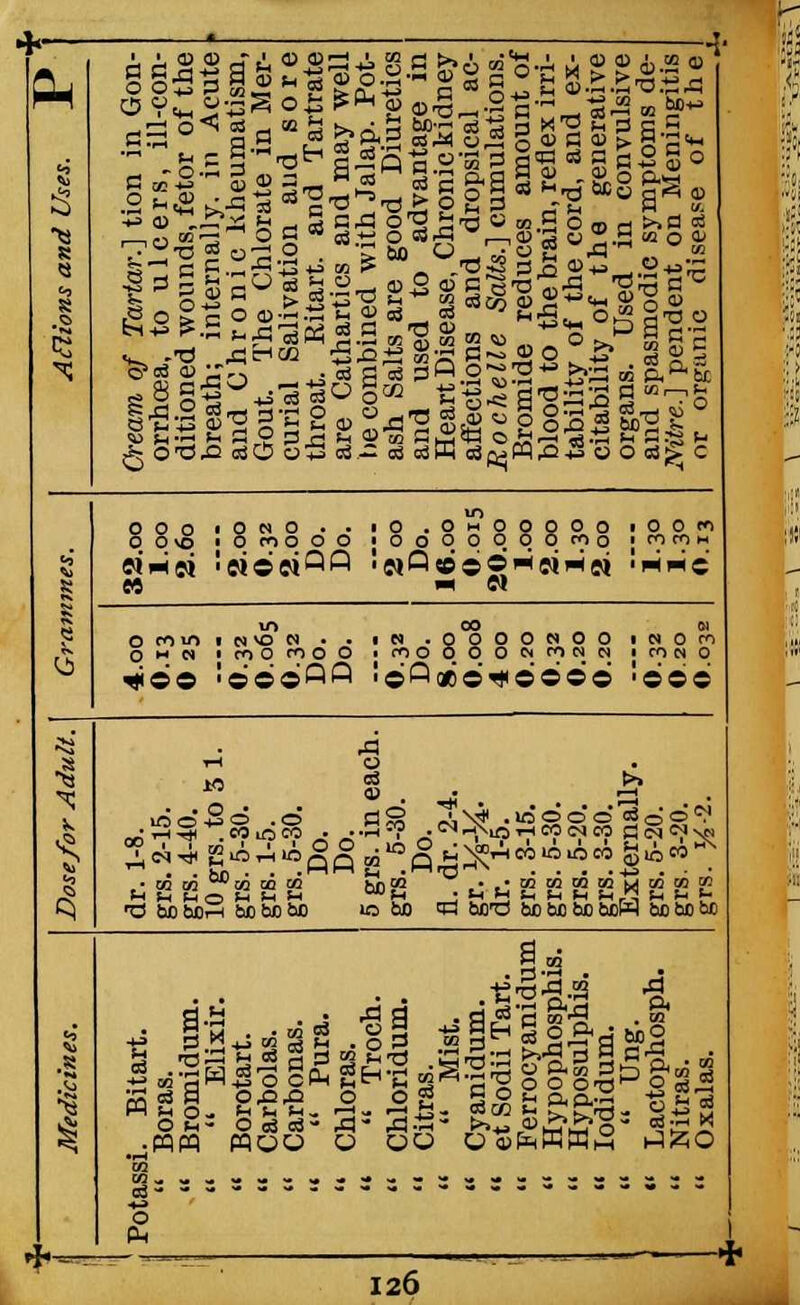 P
Medicines. Dose for Adult. Grammes. Actions and Uses.
Potassi. Bitart. dr. 1-8. 4.00 32.00 Cream of Tartar.] tion in Gon-
" Boras. grs. 2-15. 0.13 1.00 orrhœa, to ulcers, ill-con-
" Bromidum. grs. 4-40. 0.25 2.60 ditioned wounds, fetor of the
" " Elixir. 10 grs. to ʒ 1. ... ... breath; internally. in Acute
" Borotart. grs. 5-30. 0.32 2.00 and Chronic Rheumatism,
" Carbolas. grs. 1-5. 0.065 0.32 Gout. The Chlorate in Mer-
" Carbonas. grs. 5-30. 0.32 2.00 curial Salivation and sore
" " Pura. Do. Do. Do. throat. Ritart. and Tartrate
" Chloras. Do. Do. Do. are Cathartics and may well
" " Troch. 5 grs. in each. ... ... be combined with Jalap. Pot-
" Chloridum. grs. 5-30. 0.32 2.00 ash Salts are good Diuretics
" Citras. Do. Do. Do. and used to advantage in
" " Mist. fl. dr. 2-4. 8.00 16.00 Heart Disease, Chronic kidney
" Cyanidum. gr. ⅛-¼. 0.008 0.015 affections and dropsical ac-
" et Sodii Tart. dr. 1-5. 4.00 20.00 Rochelle Salts.] cumulations.
" Ferrocyanidum grs. 3-15. 0.20 1.00 Bromide reduces amount of
" Hypophosphis. grs. 5-30. 0.32 2.00 blood to the brain, reflex irri-
" Hyposulphis. grs. 5-20. 0.20 1.30 tability of the cord, and ex-
" Iodidum. grs. 3-30. 0.20 2.00 citability of the generative
" " Ung. Externally. ... ... organs. Used in convulsive
" Lactophosph. grs. 5-20. 0.32 1.30 and spasmodic symptoms de-
" Nitras. grs. 3-20. 0.20 1.30 Nitre.] pendent on Meningitis
" Oxalas. grs. ½-2. 0.032 0.13 or organic disease of the
126